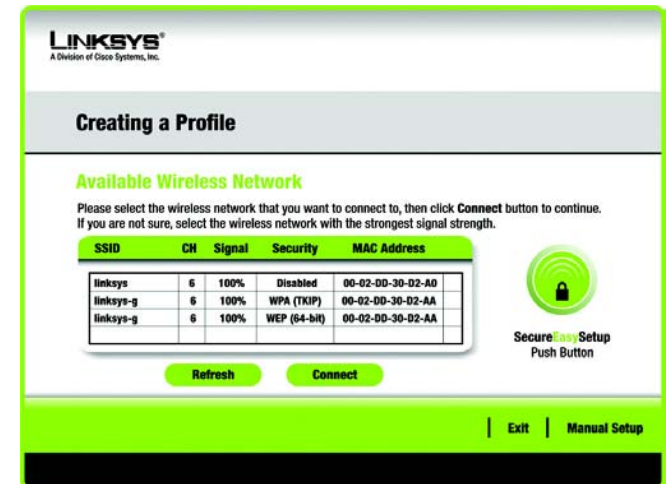 LINKSYS®
A Division of Cisco Systems, Inc.
Creating a Profile
Available Wireless Network
Please select the wireless network that you want to connect to, then click Connect button to continue.
If you are not sure, select the wireless network with the strongest signal strength.
SSID CH Signal Security MAC Address
linksys 6 100% Disabled 00-02-DD-30-D2-A0
linksys-g 6 100% WPA (TKIP) 00-02-DD-30-D2-AA
linksys-g 6 100% WEP (64-bit) 00-02-DD-30-D2-AA
SecureEasySetup
Push Button
Refresh Connect
Exit Manual Setup